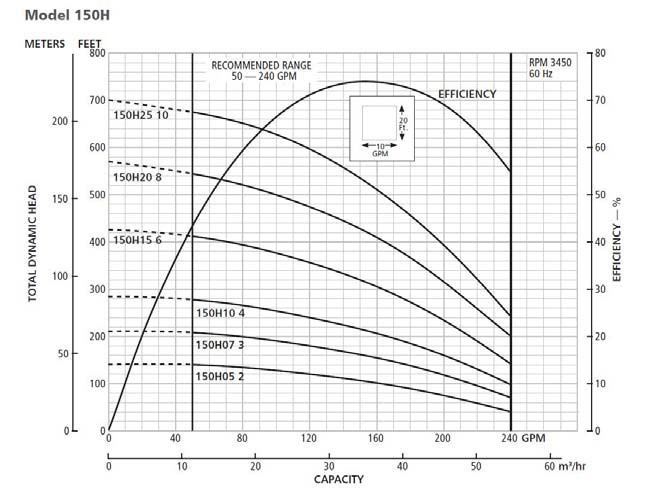 Model 150H
METERS FEET
800
700
600
500
400
300
200
100
0
200
150
100
50
0
TOTAL DYNAMIC HEAD
RECOMMENDED RANGE
50 — 240 GPM
EFFICIENCY
20
Ft.
10
GPM
RPM 3450
60 Hz
150H25 10
150H20 8
150H15 6
150H10 4
150H07 3
150H05 2
80
70
60
50
40
30
20
10
0
EFFICIENCY — %
0 40 80 120 160 200 240 GPM
0 10 20 30 40 50 60 m³/hr
CAPACITY